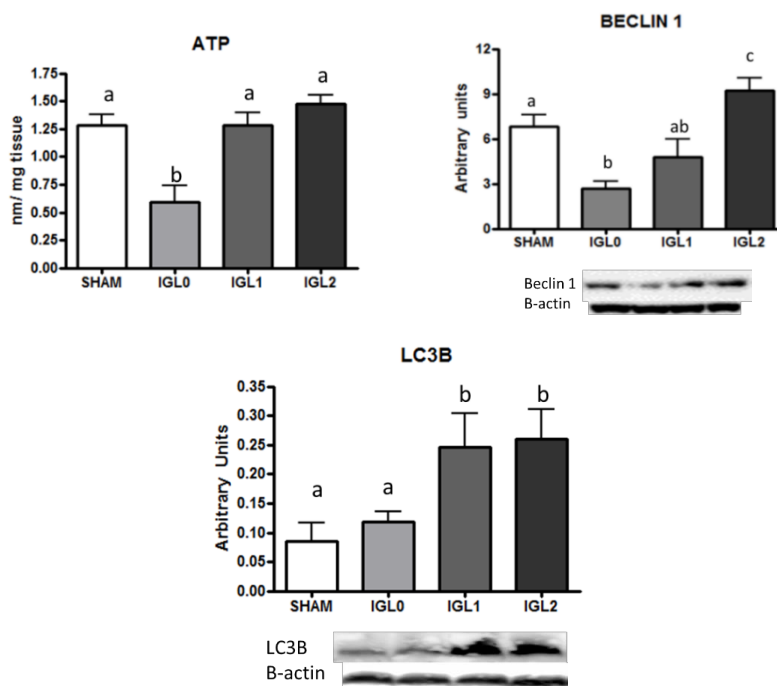 ATP
nm/ mg tissue
1.75
1.50
1.25
1.00
0.75
0.50
0.25
0.00
a
b
a
a
SHAM IGL0 IGL1 IGL2
BECLIN 1
Arbitrary units
12
9
6
3
0
a
b
ab
c
SHAM IGL0 IGL1 IGL2
Beclin 1
B-actin
LC3B
Arbitrary Units
0.35
0.30
0.25
0.20
0.15
0.10
0.05
0.00
a
a
b
b
SHAM IGL0 IGL1 IGL2
LC3B
B-actin